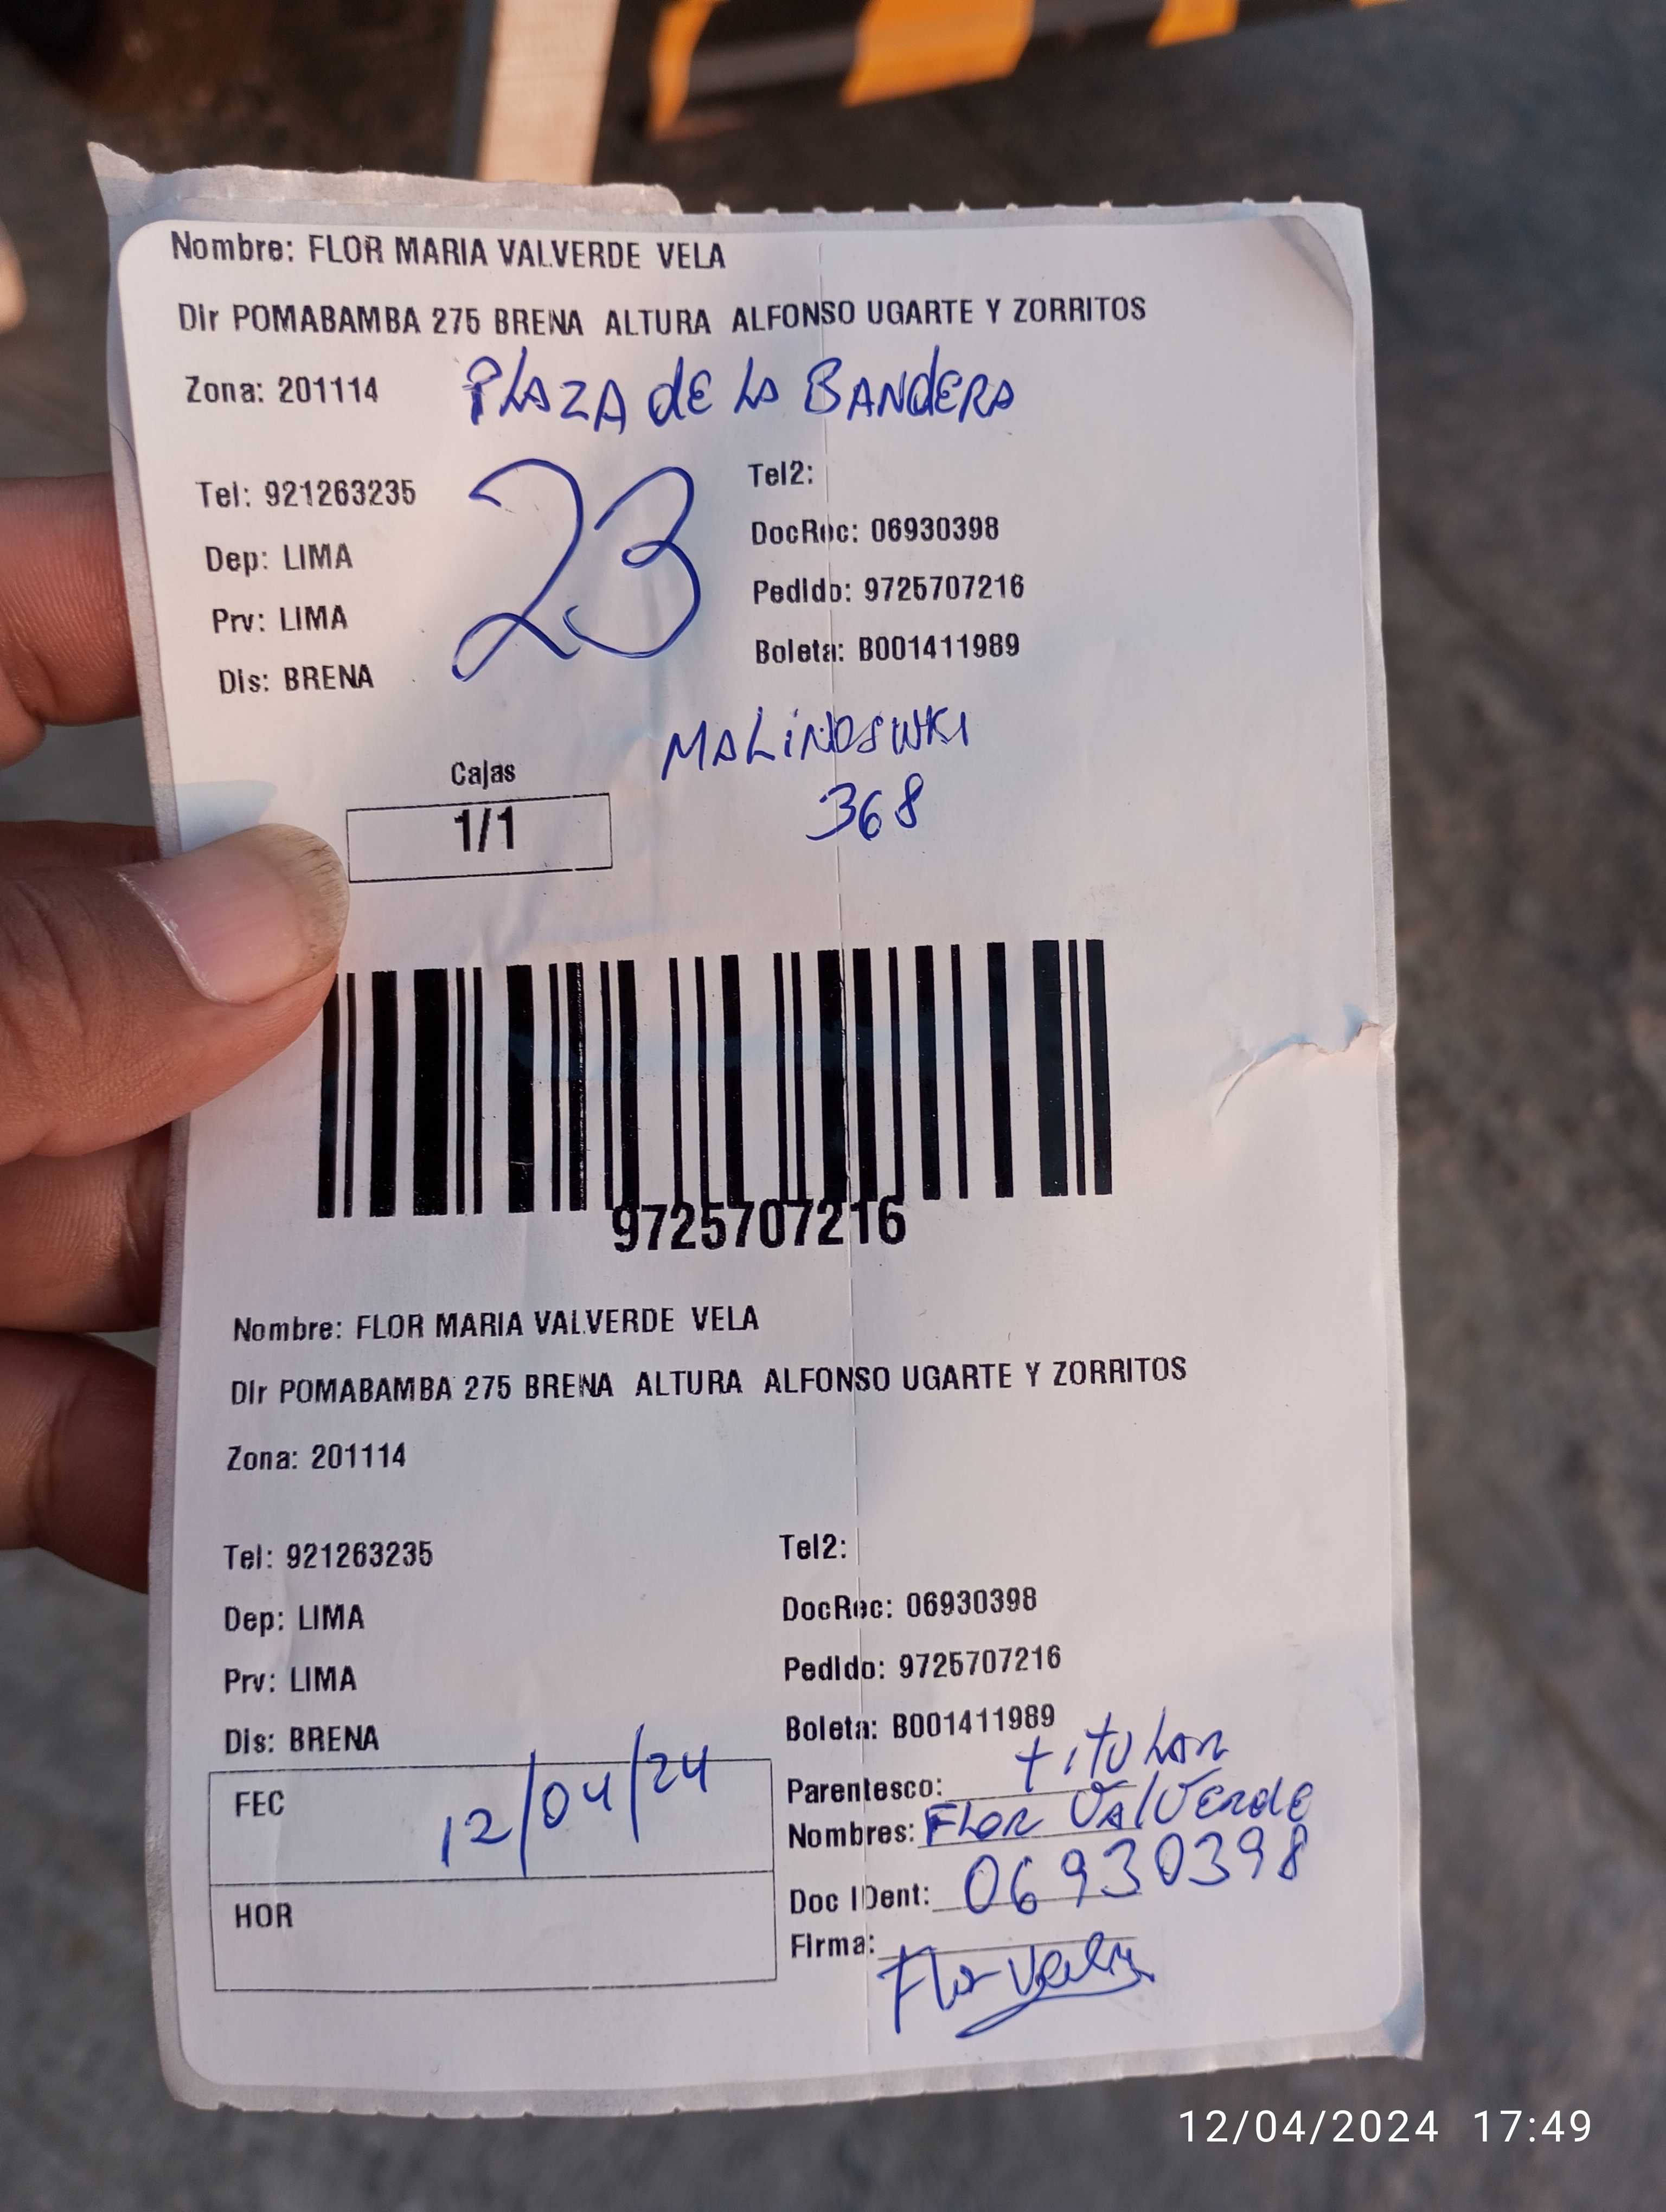 Nombre: FLOR MARIA VALVERDE VELA
Dir POMABAMBA 275 BRENA ALTURA ALFONSO UGARTE Y ZORRITOS
Zona: 201114 PLAZA dE LA BANdERA
Tel: 921263235 23 Tel2:
DocRec: 06930398
Dep: LIMA
Pedido: 9725707216
Prv: LIMA
Boleta: B001411989
Dis: BRENA
MALiNOSWKI
368
Cajas
1/1
9725707216
Nombre: FLOR MARIA VALVERDE VELA
Dir POMABAMBA 275 BRENA ALTURA ALFONSO UGARTE Y ZORRITOS
Zona: 201114
Tel: 921263235 Tel2:
Dep: LIMA DocRec: 06930398
Prv: LIMA Pedido: 9725707216
Dis: BRENA Boleta: B001411989
FEC 12/04/24
Parentesco: titular
Nombres: Flor Valverde
Doc IDent: 06930398
HOR
Firma: Flor
12/04/2024 17:49